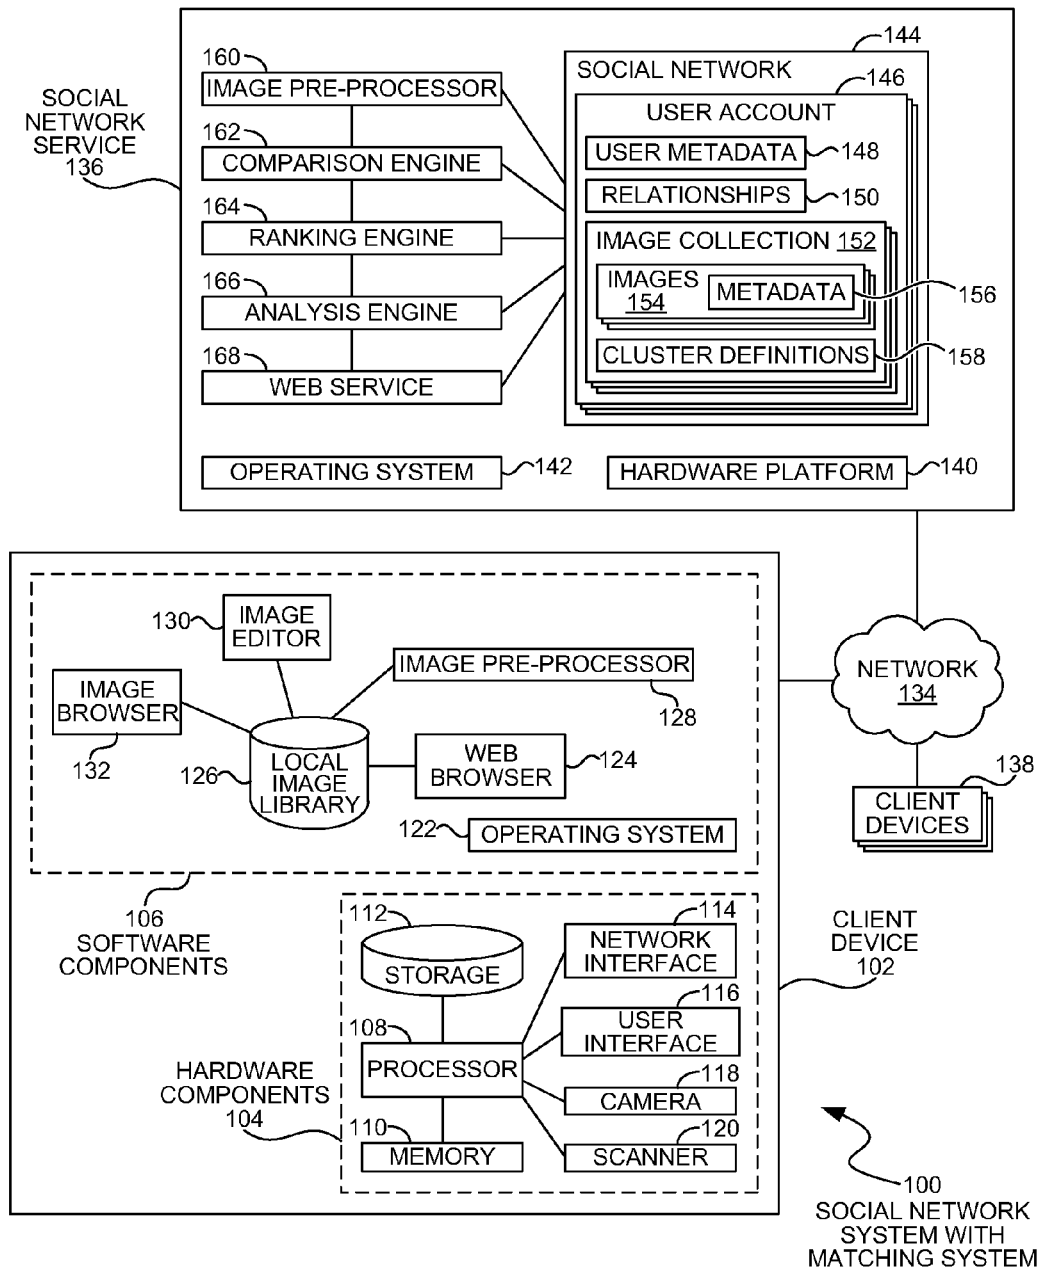 144
160
SOCIAL NETWORK
IMAGE PRE-PROCESSOR
146
USER ACCOUNT
SOCIAL
NETWORK
SERVICE
136
162
COMPARISON ENGINE
USER METADATA
148
RELATIONSHIPS
150
164
RANKING ENGINE
IMAGE COLLECTION 152
IMAGES
154
METADATA
156
166
ANALYSIS ENGINE
CLUSTER DEFINITIONS
158
168
WEB SERVICE
OPERATING SYSTEM
142
HARDWARE PLATFORM
140
130
IMAGE
EDITOR
IMAGE PRE-PROCESSOR
128
IMAGE
BROWSER
132
126
LOCAL
IMAGE
LIBRARY
WEB
BROWSER
124
122
OPERATING SYSTEM
NETWORK
134
138
CLIENT
DEVICES
106
SOFTWARE
COMPONENTS
112
STORAGE
114
NETWORK
INTERFACE
CLIENT
DEVICE
102
116
USER
INTERFACE
108
PROCESSOR
118
CAMERA
HARDWARE
COMPONENTS
104
110
MEMORY
120
SCANNER
100
SOCIAL NETWORK
SYSTEM WITH
MATCHING SYSTEM